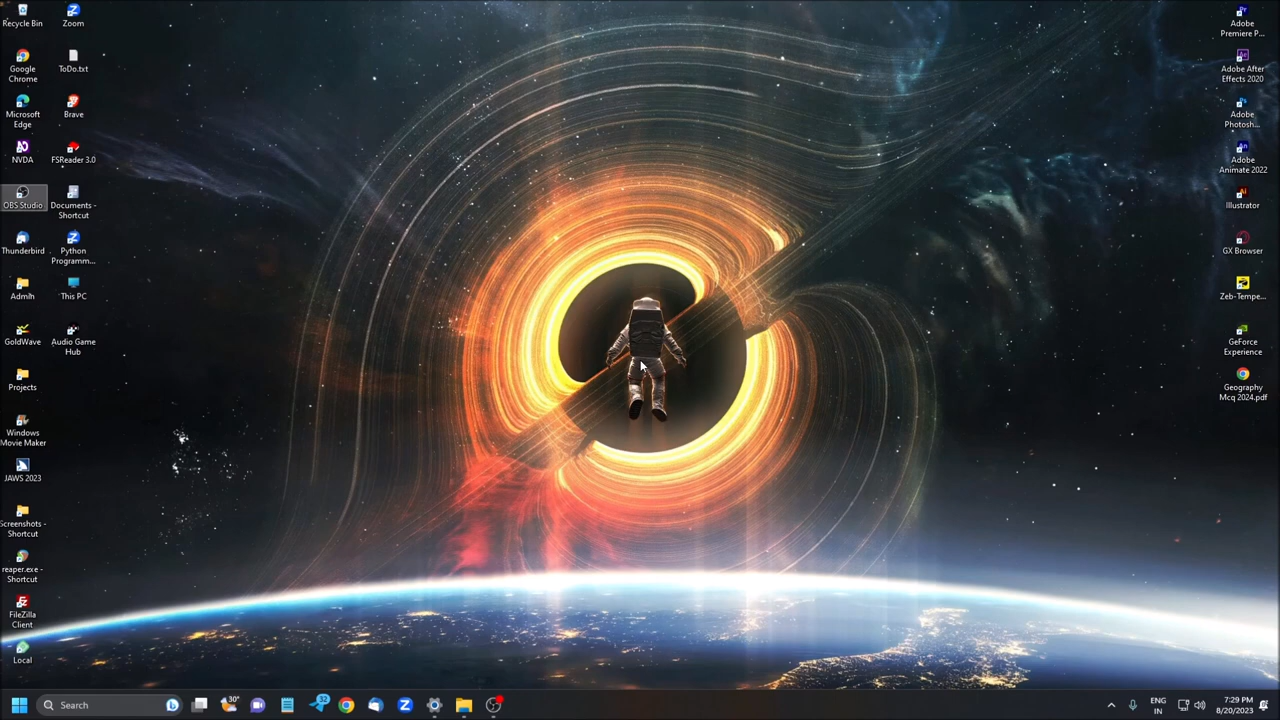 Recycle Bin
Zoom
Google
Chrome
ToDo.txt
Microsoft
Edge
Brave
NVDA
FSReader 3.0
OBS Studio
Documents -
Shortcut
Thunderbird
Python
Programm...
This PC
GoldWave
Audio Game
Hub
Projects
Windows
Movie Maker
JAWS 2023
Screenshots -
Shortcut
reaper.exe -
Shortcut
FileZilla
Client
Local
Adobe
Premiere P...
Adobe After
Effects 2020
Adobe
Photosh...
Adobe
Animate 2022
Illustrator
GX Browser
Zeb-Tempe...
GeForce
Experience
Geography
Mcq 2024.pdf
Search
30°
32
ENG
IN
7:29 PM
8/20/2023